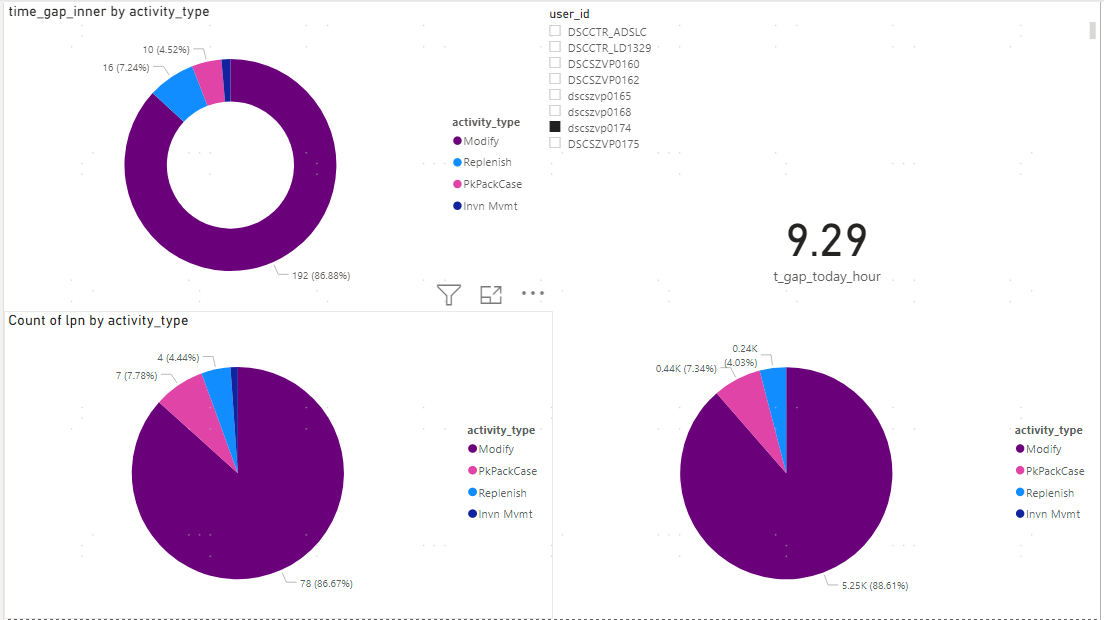 time_gap_inner by activity_type
10 (4.52%)
16 (7.24%)
192 (86.88%)
activity_type
Modify
Replenish
PkPackCase
Invn Mvmt
user_id
DSCCTR_ADSLC
DSCCTR_LD1329
DSCSZVP0160
DSCSZVP0162
dscszvp0165
dscszvp0168
dscszvp0174
DSCSZVP0175
9.29
t_gap_today_hour
Count of lpn by activity_type
4 (4.44%)
7 (7.78%)
78 (86.67%)
activity_type
Modify
PkPackCase
Replenish
Invn Mvmt
0.24K
(4.03%)
0.44K (7.34%)
5.25K (88.61%)
activity_type
Modify
PkPackCase
Replenish
Invn Mvmt